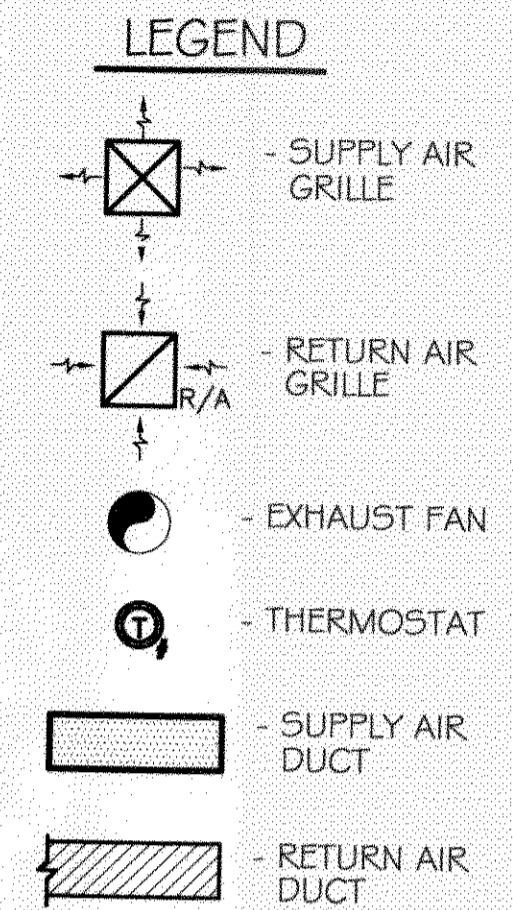 LEGEND
- SUPPLY AIR
GRILLE
- RETURN AIR
GRILLE
R/A
- EXHAUST FAN
T
- THERMOSTAT
- SUPPLY AIR
DUCT
- RETURN AIR
DUCT